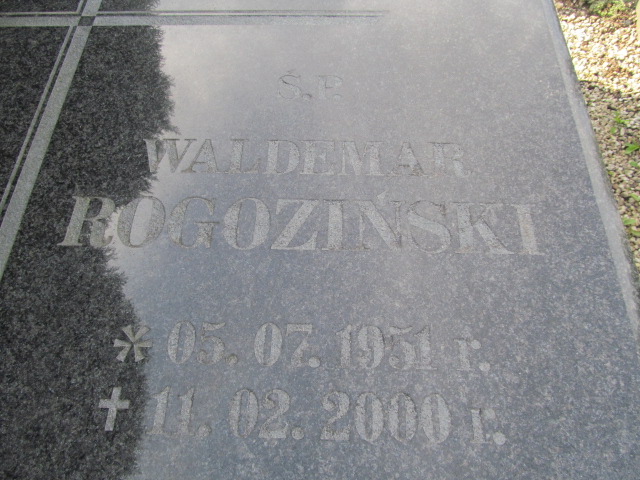 Ś.P.
WALDEMAR
ROGOZIŃSKI
* 05.07.1951 r.
+ 11.02.2000 r.